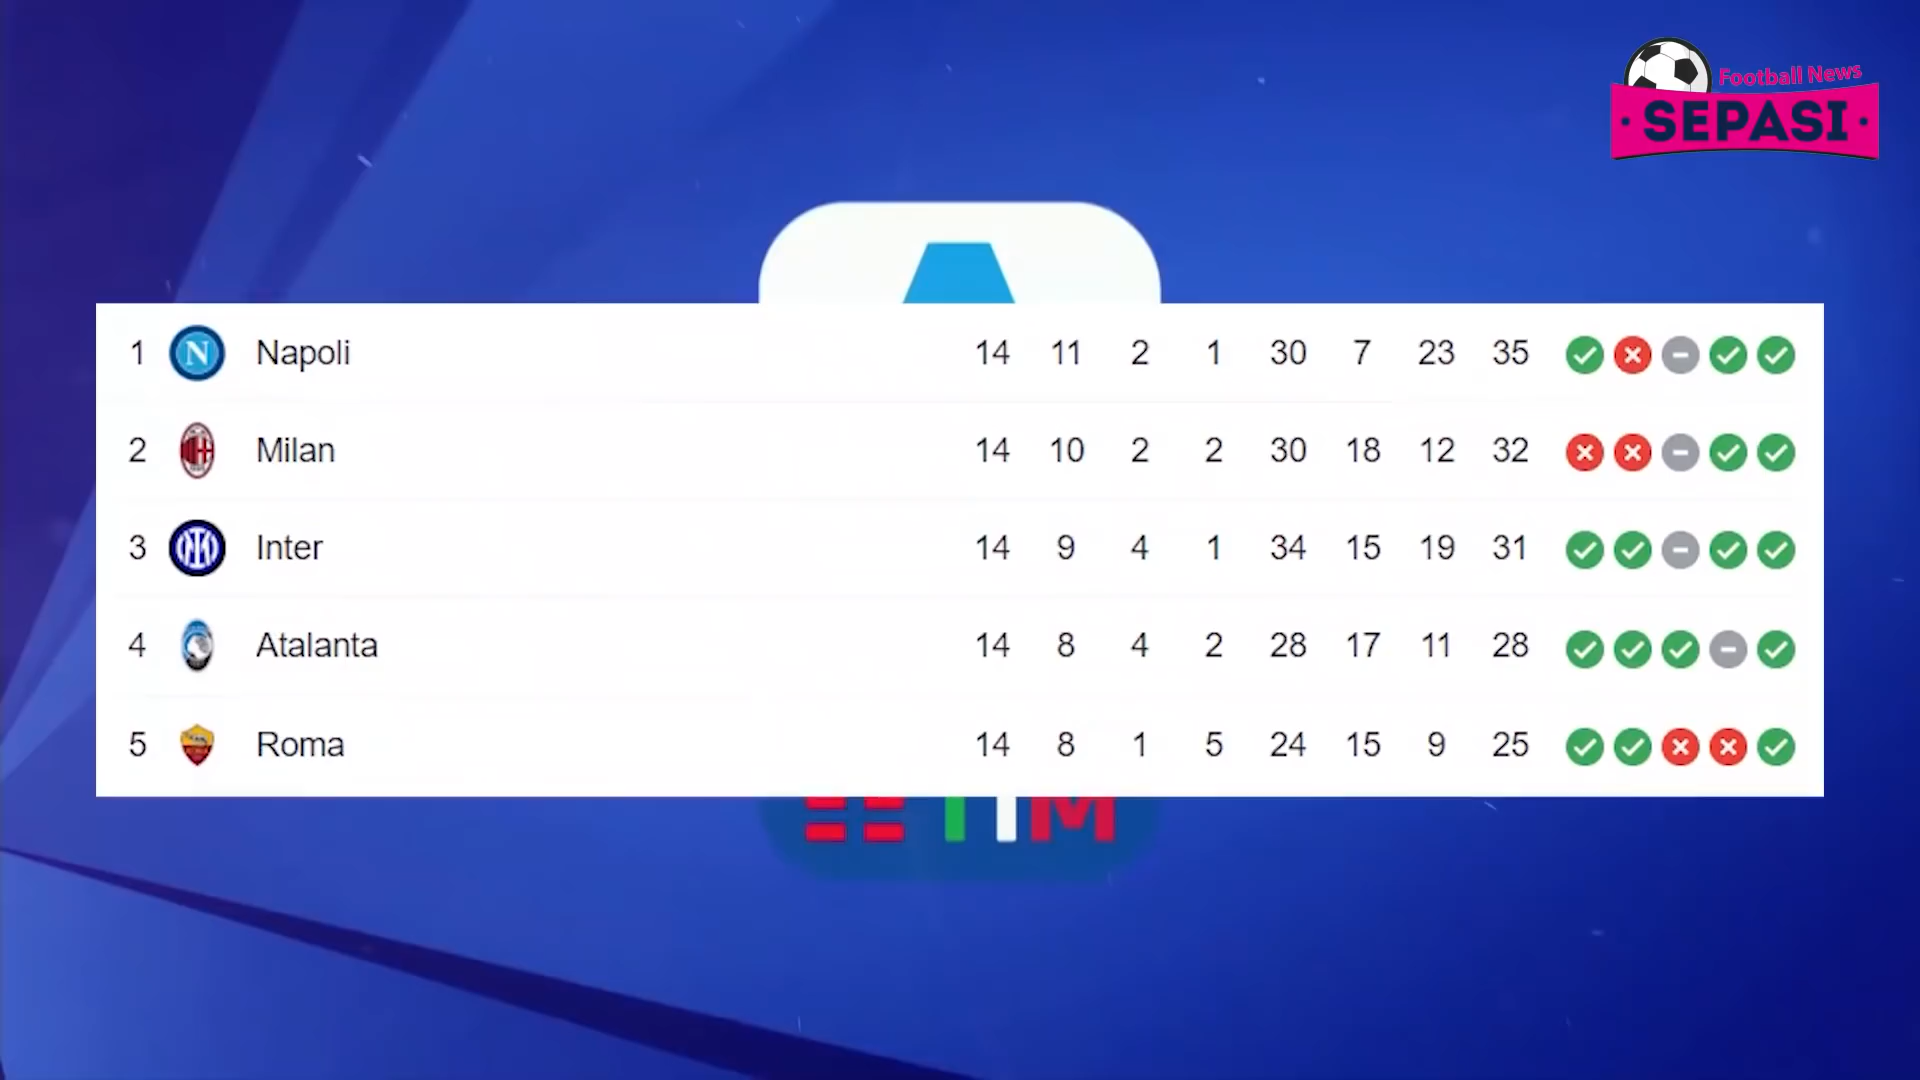 Football News
SEPASI
1 Napoli 14 11 2 1 30 7 23 35
2 Milan 14 10 2 2 30 18 12 32
3 Inter 14 9 4 1 34 15 19 31
4 Atalanta 14 8 4 2 28 17 11 28
5 Roma 14 8 1 5 24 15 9 25
TIM